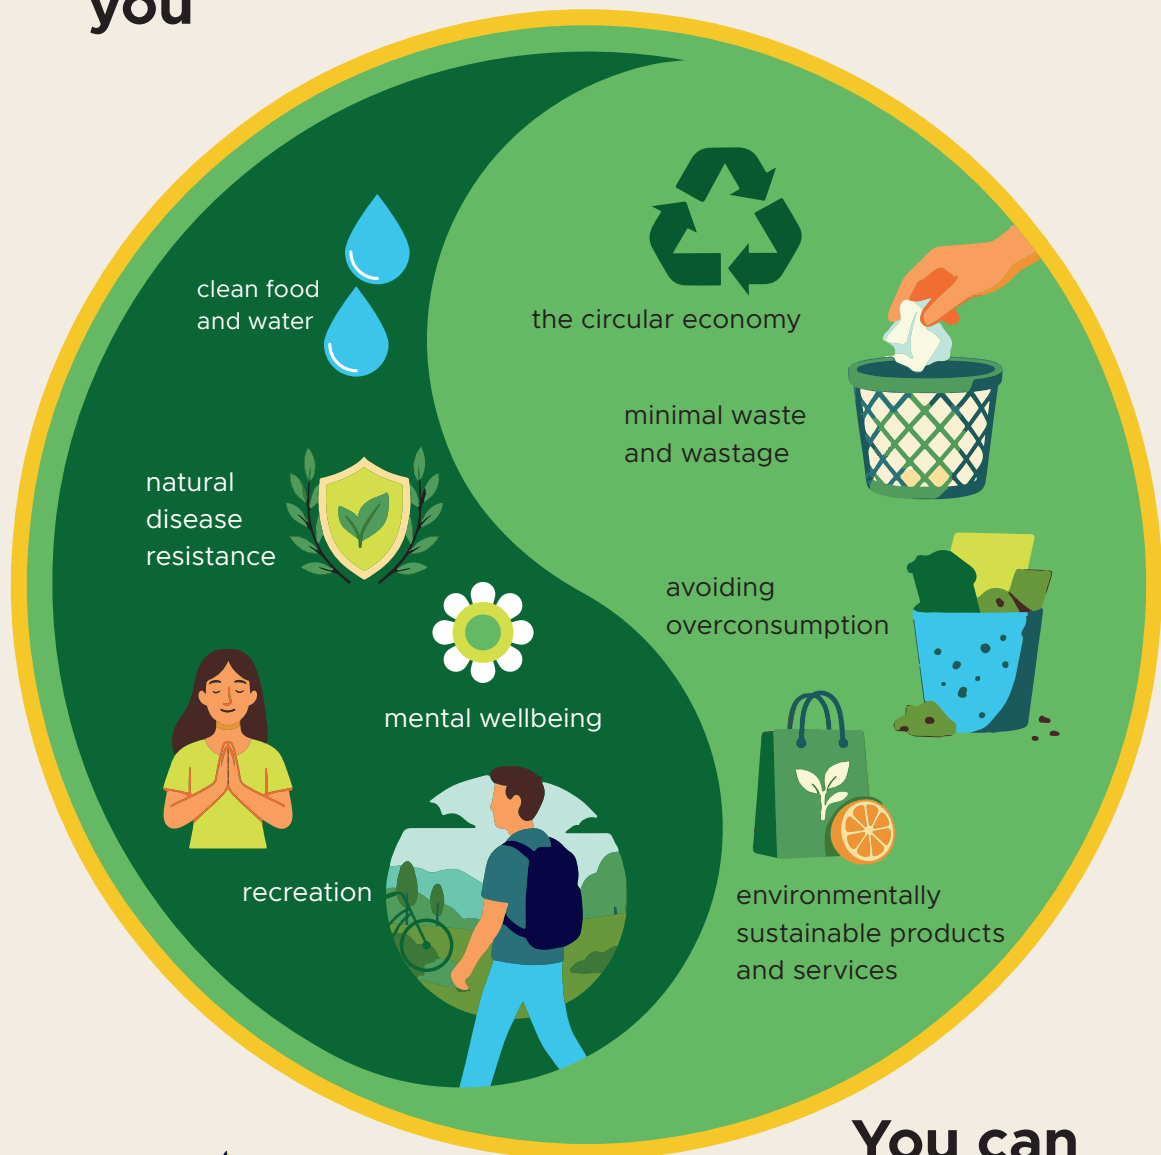 you
clean food
and water
natural
disease
resistance
mental wellbeing
recreation
the circular economy
minimal waste
and wastage
avoiding
overconsumption
environmentally
sustainable products
and services
You can